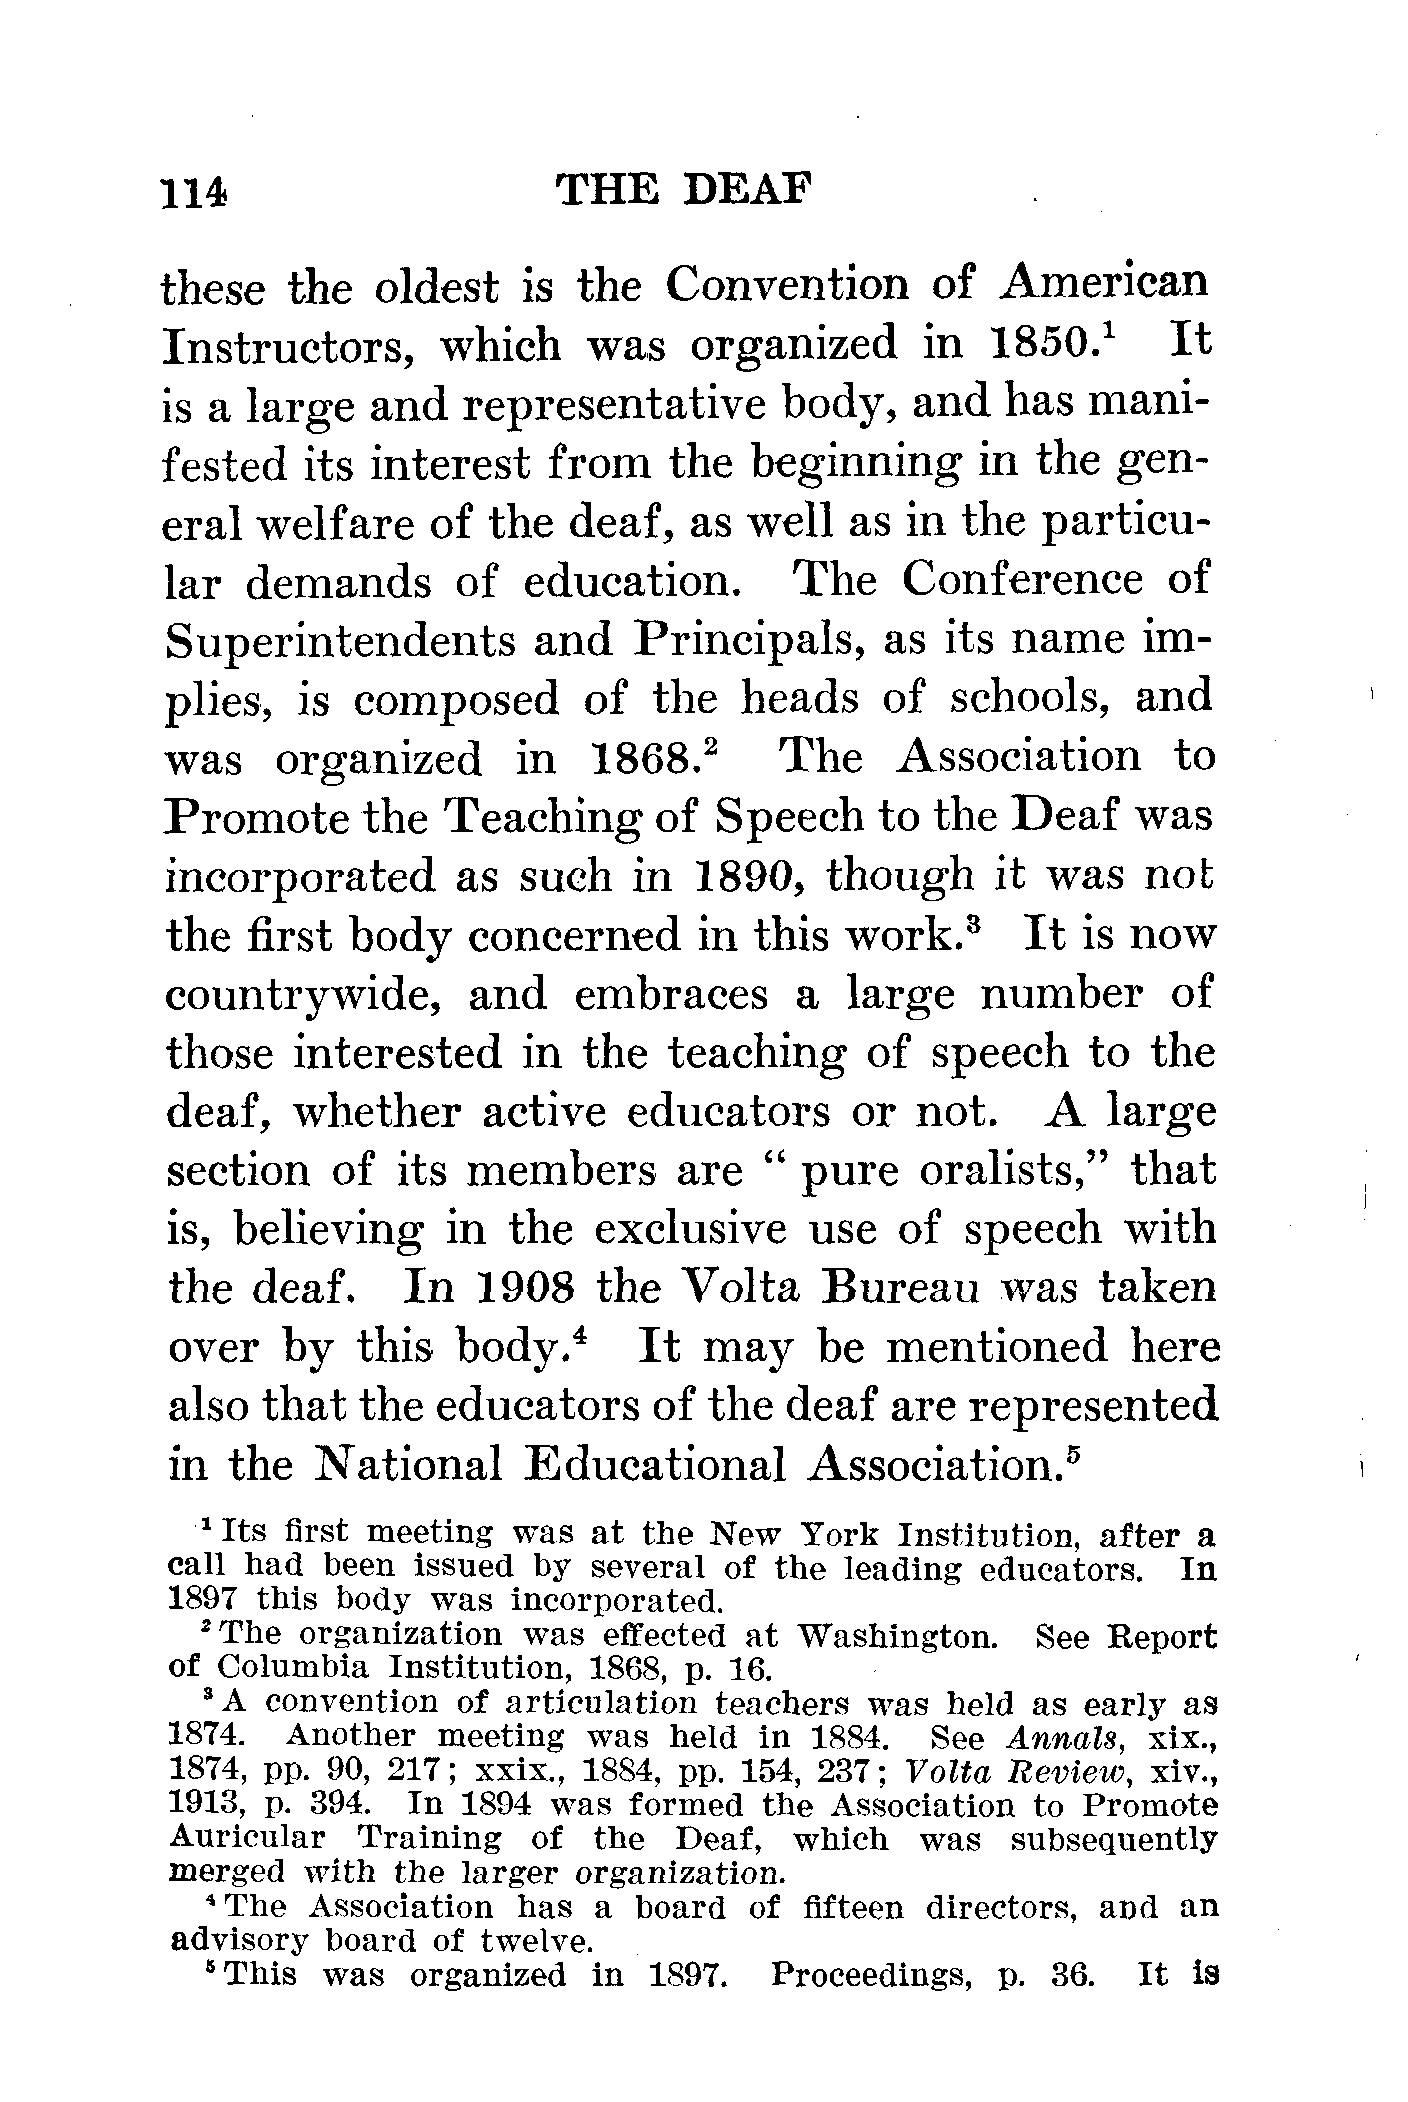 114 THE DEAF
these the oldest is the Convention of American
Instructors, which was organized in 1850.¹ It
is a large and representative body, and has mani-
fested its interest from the beginning in the gen-
eral welfare of the deaf, as well as in the particu-
lar demands of education. The Conference of
Superintendents and Principals, as its name im-
plies, is composed of the heads of schools, and
was organized in 1868.² The Association to
Promote the Teaching of Speech to the Deaf was
incorporated as such in 1890, though it was not
the first body concerned in this work.³ It is now
countrywide, and embraces a large number of
those interested in the teaching of speech to the
deaf, whether active educators or not. A large
section of its members are “ pure oralists,” that
is, believing in the exclusive use of speech with
the deaf. In 1908 the Volta Bureau was taken
over by this body.⁴ It may be mentioned here
also that the educators of the deaf are represented
in the National Educational Association.⁵
¹ Its first meeting was at the New York Institution, after a
call had been issued by several of the leading educators. In
1897 this body was incorporated.
² The organization was effected at Washington. See Report
of Columbia Institution, 1868, p. 16.
³ A convention of articulation teachers was held as early as
1874. Another meeting was held in 1884. See Annals, xix.,
1874, pp. 90, 217; xxix., 1884, pp. 154, 237; Volta Review, xiv.,
1913, p. 394. In 1894 was formed the Association to Promote
Auricular Training of the Deaf, which was subsequently
merged with the larger organization.
⁴ The Association has a board of fifteen directors, and an
advisory board of twelve.
⁵ This was organized in 1897. Proceedings, p. 36. It is